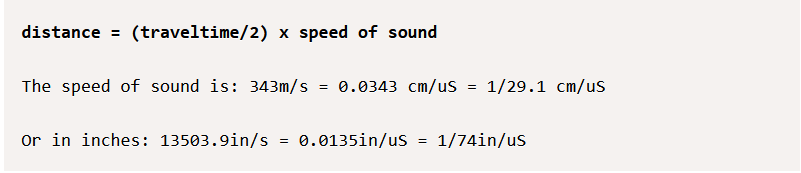 distance = (traveltime/2) x speed of sound
The speed of sound is: 343m/s = 0.0343 cm/uS = 1/29.1 cm/uS
Or in inches: 13503.9in/s = 0.0135in/uS = 1/74in/uS